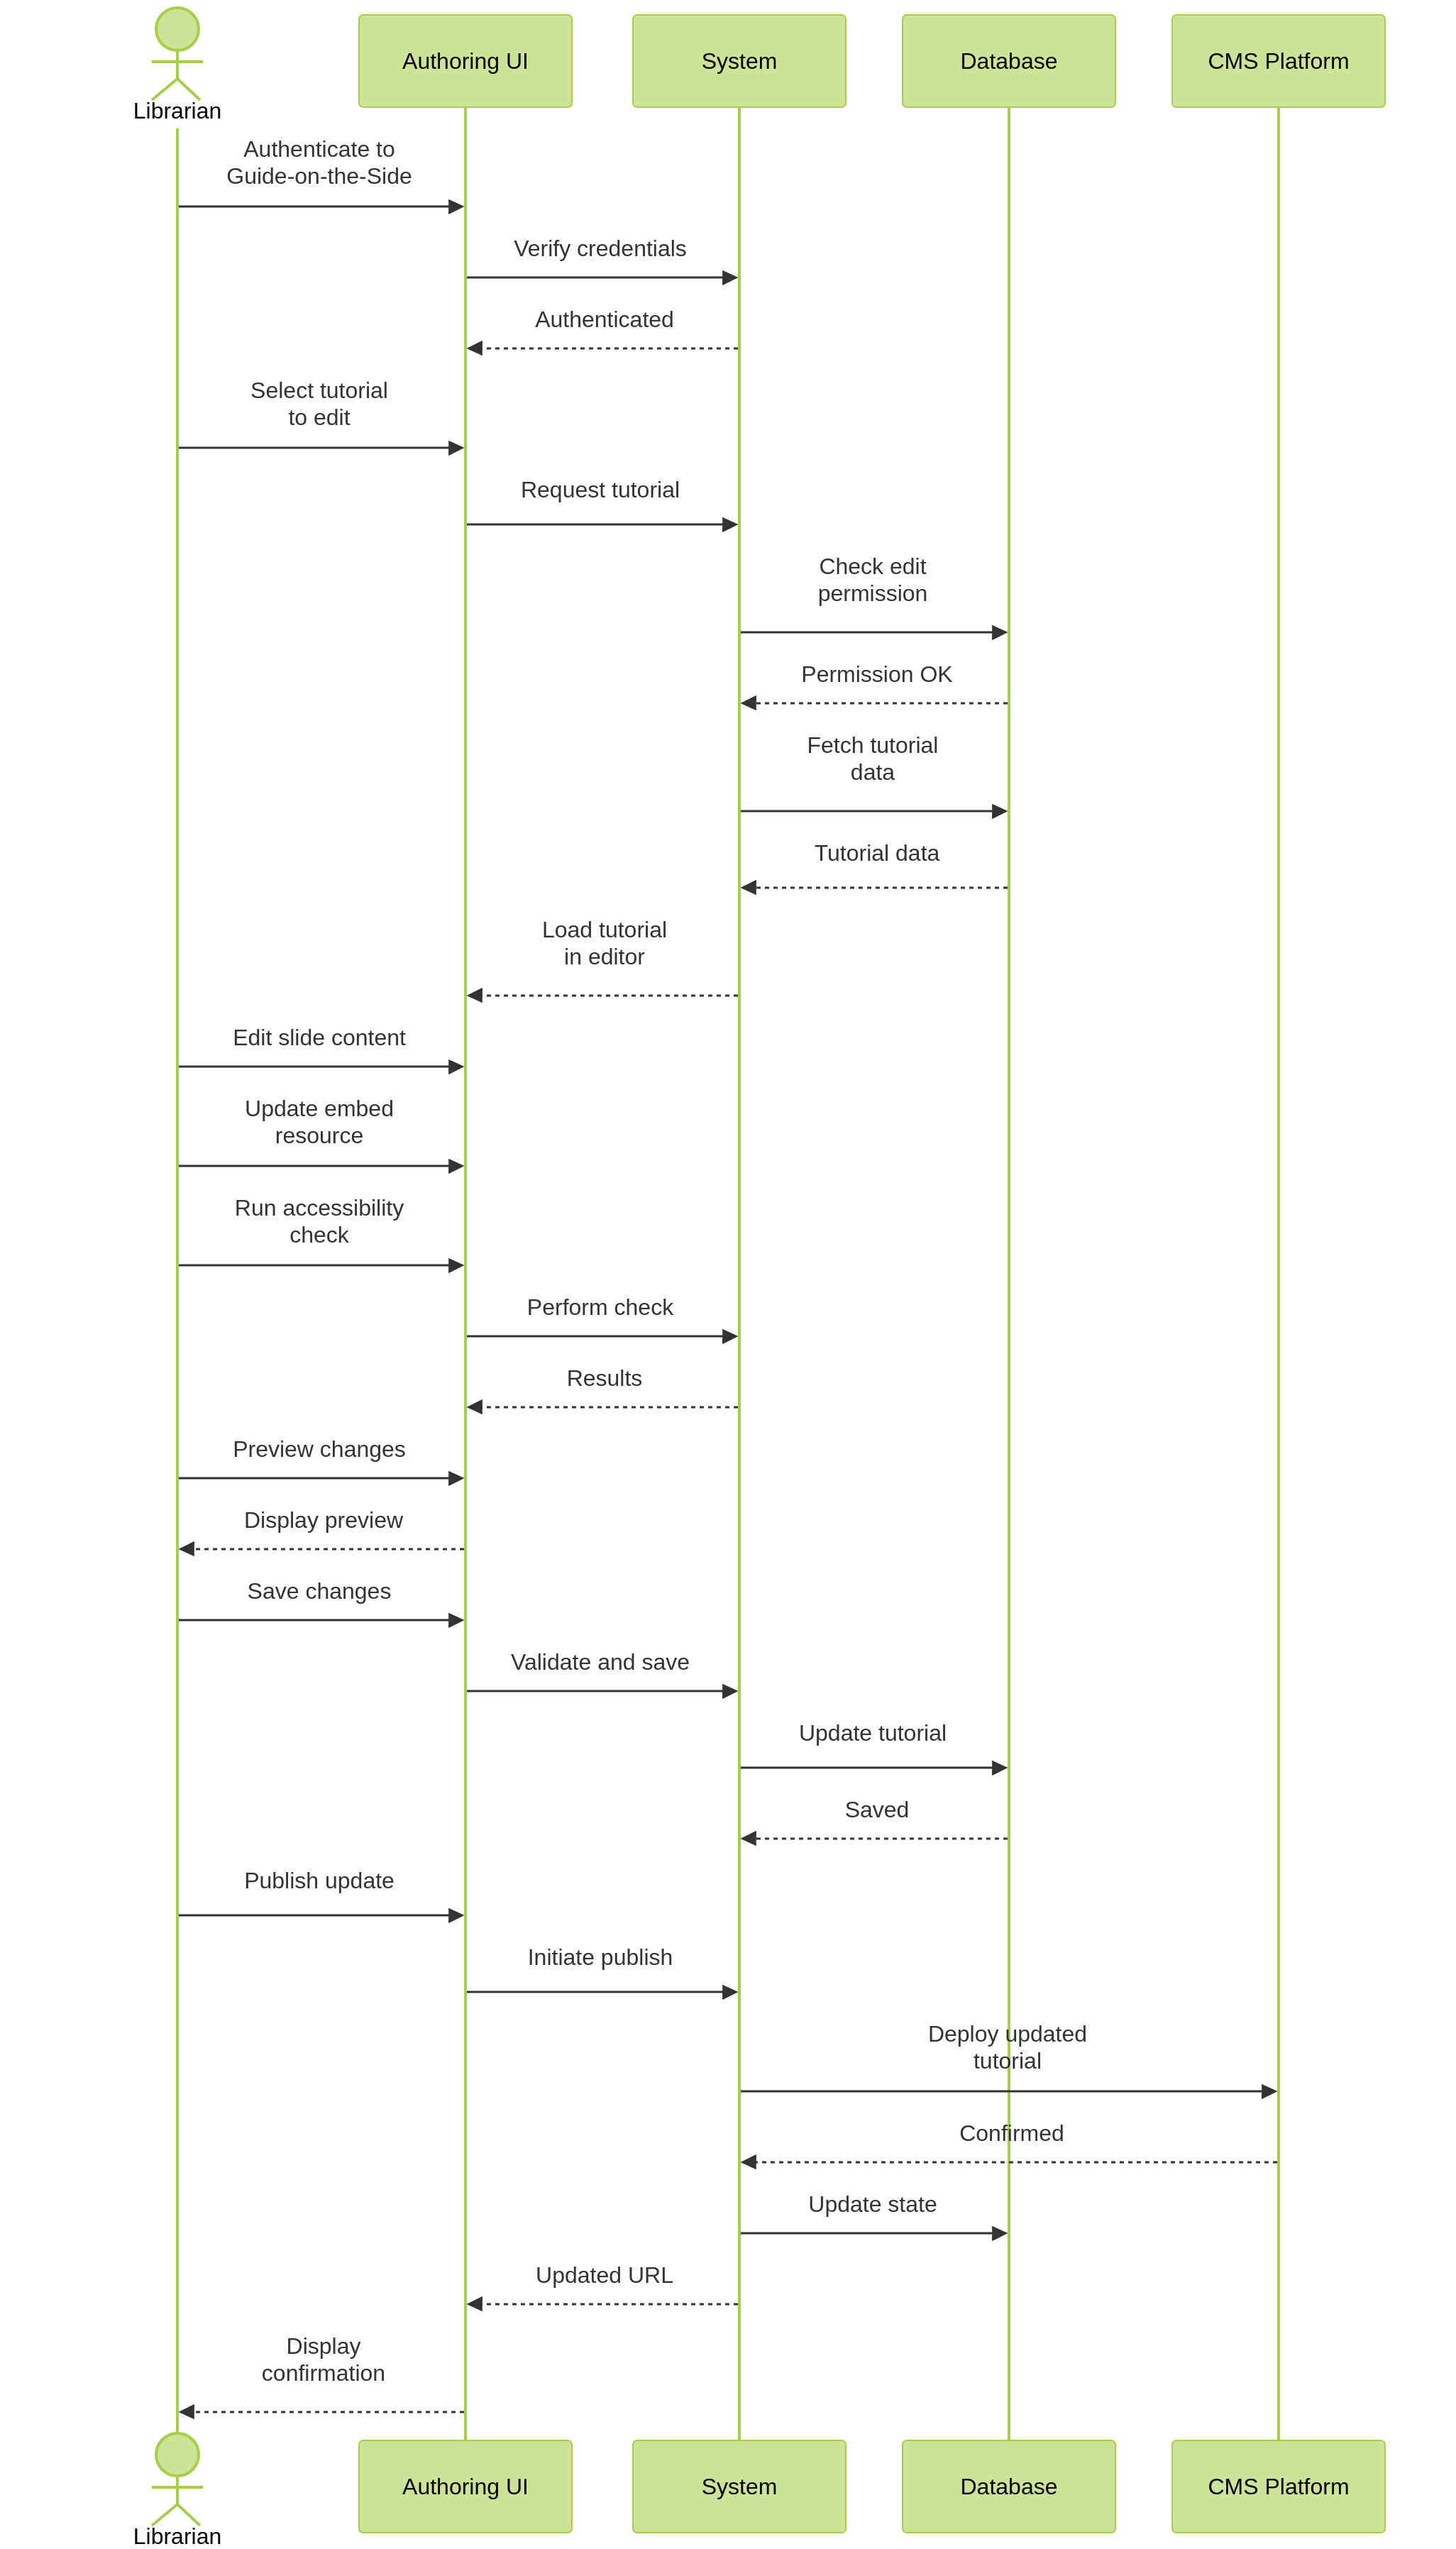 Librarian
Authoring UI
System
Database
CMS Platform
Authenticate to
Guide-on-the-Side
Verify credentials
Authenticated
Select tutorial
to edit
Request tutorial
Check edit
permission
Permission OK
Fetch tutorial
data
Tutorial data
Load tutorial
in editor
Edit slide content
Update embed
resource
Run accessibility
check
Perform check
Results
Preview changes
Display preview
Save changes
Validate and save
Update tutorial
Saved
Publish update
Initiate publish
Deploy updated
tutorial
Confirmed
Update state
Updated URL
Display
confirmation
Librarian
Authoring UI
System
Database
CMS Platform